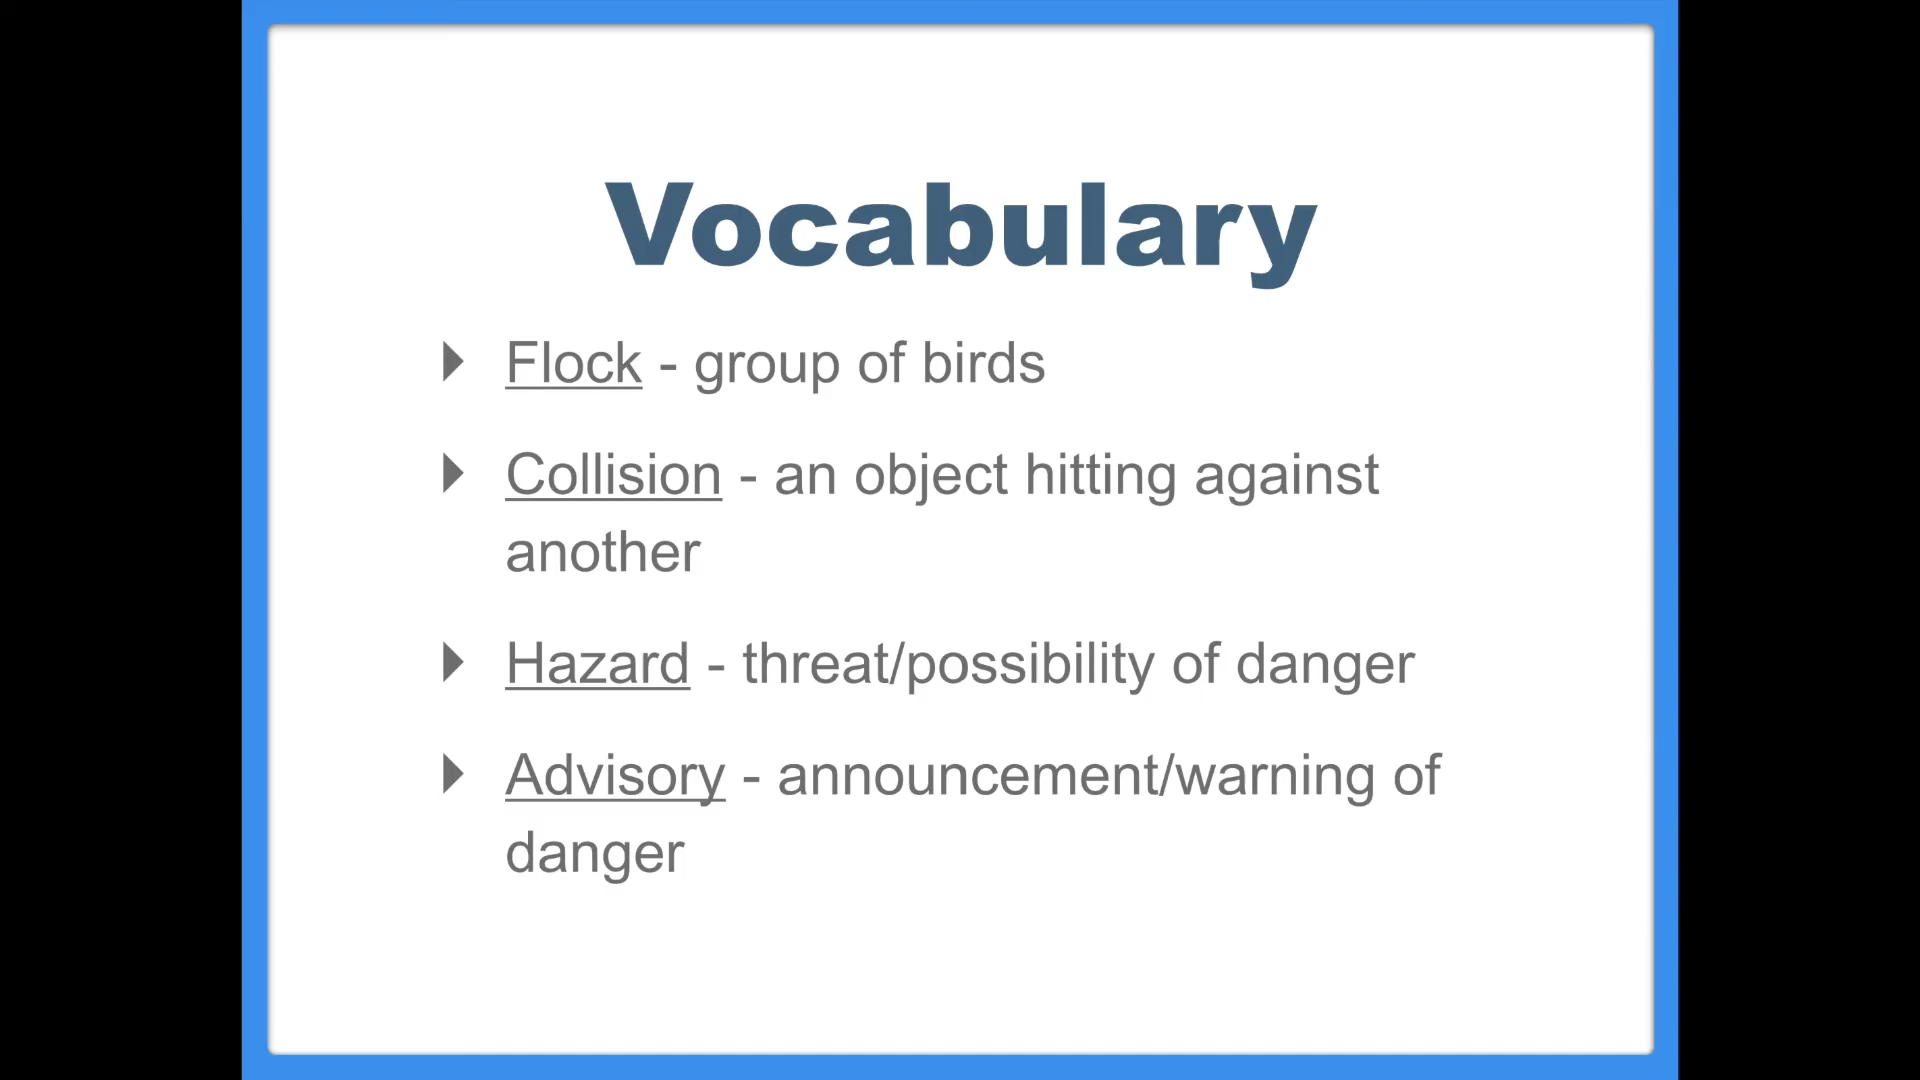 Vocabulary
Flock - group of birds
Collision - an object hitting against
another
Hazard - threat/possibility of danger
Advisory - announcement/warning of
danger